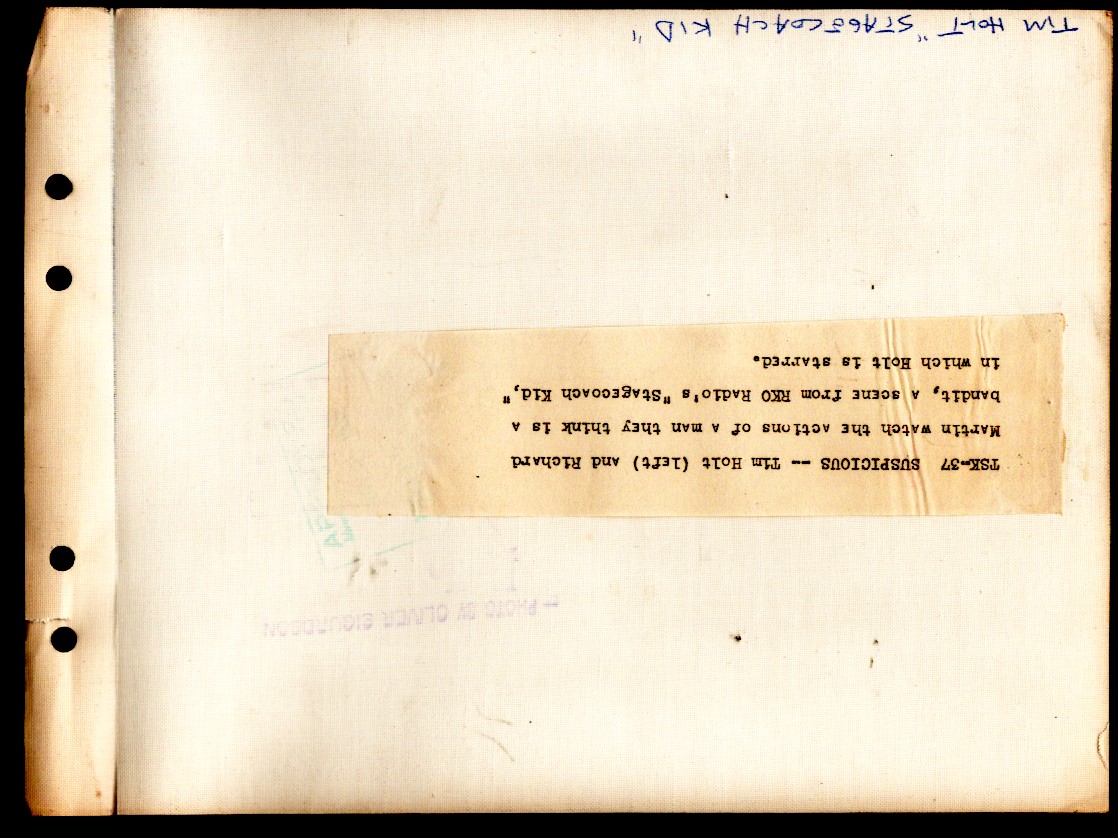 TSK-37 SUSPICIOUS -- Tim Holt (left) and Richard
Martin watch the actions of a man they think is a
bandit, a scene from RKO Radio's "Stagecoach Kid,"
in which Holt is starred.
— PHOTO BY OLIVER SIGURDSON
TIM HOLT "STAGECOACH KID"